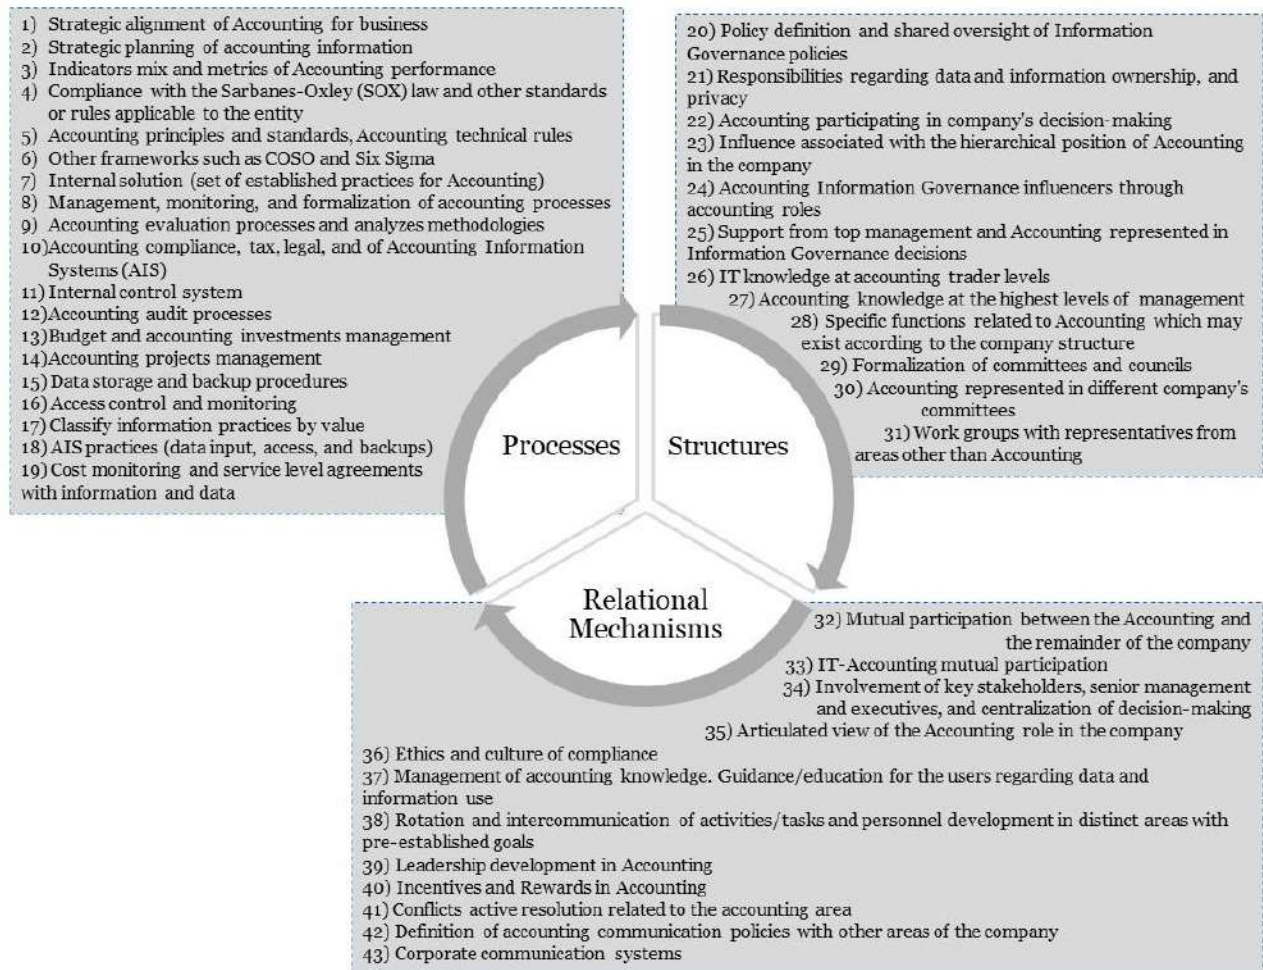 1) Strategic alignment of Accounting for business
2) Strategic planning of accounting information
3) Indicators mix and metrics of Accounting performance
4) Compliance with the Sarbanes-Oxley (SOX) law and other standards
or rules applicable to the entity
5) Accounting principles and standards, Accounting technical rules
6) Other frameworks such as COSO and Six Sigma
7) Internal solution (set of established practices for Accounting)
8) Management, monitoring, and formalization of accounting processes
9) Accounting evaluation processes and analyzes methodologies
10)Accounting compliance, tax, legal, and of Accounting Information
Systems (AIS)
11) Internal control system
12)Accounting audit processes
13)Budget and accounting investments management
14)Accounting projects management
15) Data storage and backup procedures
16) Access control and monitoring
17) Classify information practices by value
18) AIS practices (data input, access, and backups)
19) Cost monitoring and service level agreements
with information and data
20) Policy definition and shared oversight of Information
Governance policies
21) Responsibilities regarding data and information ownership, and
privacy
22) Accounting participating in company's decision-making
23) Influence associated with the hierarchical position of Accounting
in the company
24) Accounting Information Governance influencers through
accounting roles
25) Support from top management and Accounting represented in
Information Governance decisions
26) IT knowledge at accounting trader levels
27) Accounting knowledge at the highest levels of management
28) Specific functions related to Accounting which may
exist according to the company structure
29) Formalization of committees and councils
30) Accounting represented in different company's
committees
31) Work groups with representatives from
areas other than Accounting
Processes
Structures
Relational
Mechanisms
32) Mutual participation between the Accounting and
the remainder of the company
33) IT-Accounting mutual participation
34) Involvement of key stakeholders, senior management
and executives, and centralization of decision-making
35) Articulated view of the Accounting role in the company
36) Ethics and culture of compliance
37) Management of accounting knowledge. Guidance/education for the users regarding data and
information use
38) Rotation and intercommunication of activities/tasks and personnel development in distinct areas with
pre-established goals
39) Leadership development in Accounting
40) Incentives and Rewards in Accounting
41) Conflicts active resolution related to the accounting area
42) Definition of accounting communication policies with other areas of the company
43) Corporate communication systems